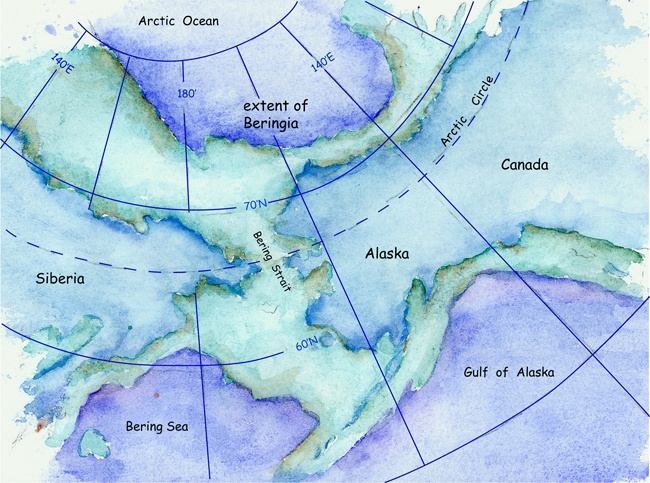 Arctic Ocean
140'E
180'
140'E
extent of
Beringia
Arctic Circle
Canada
70'N
Bering Strait
Alaska
Siberia
60'N
Gulf of Alaska
Bering Sea